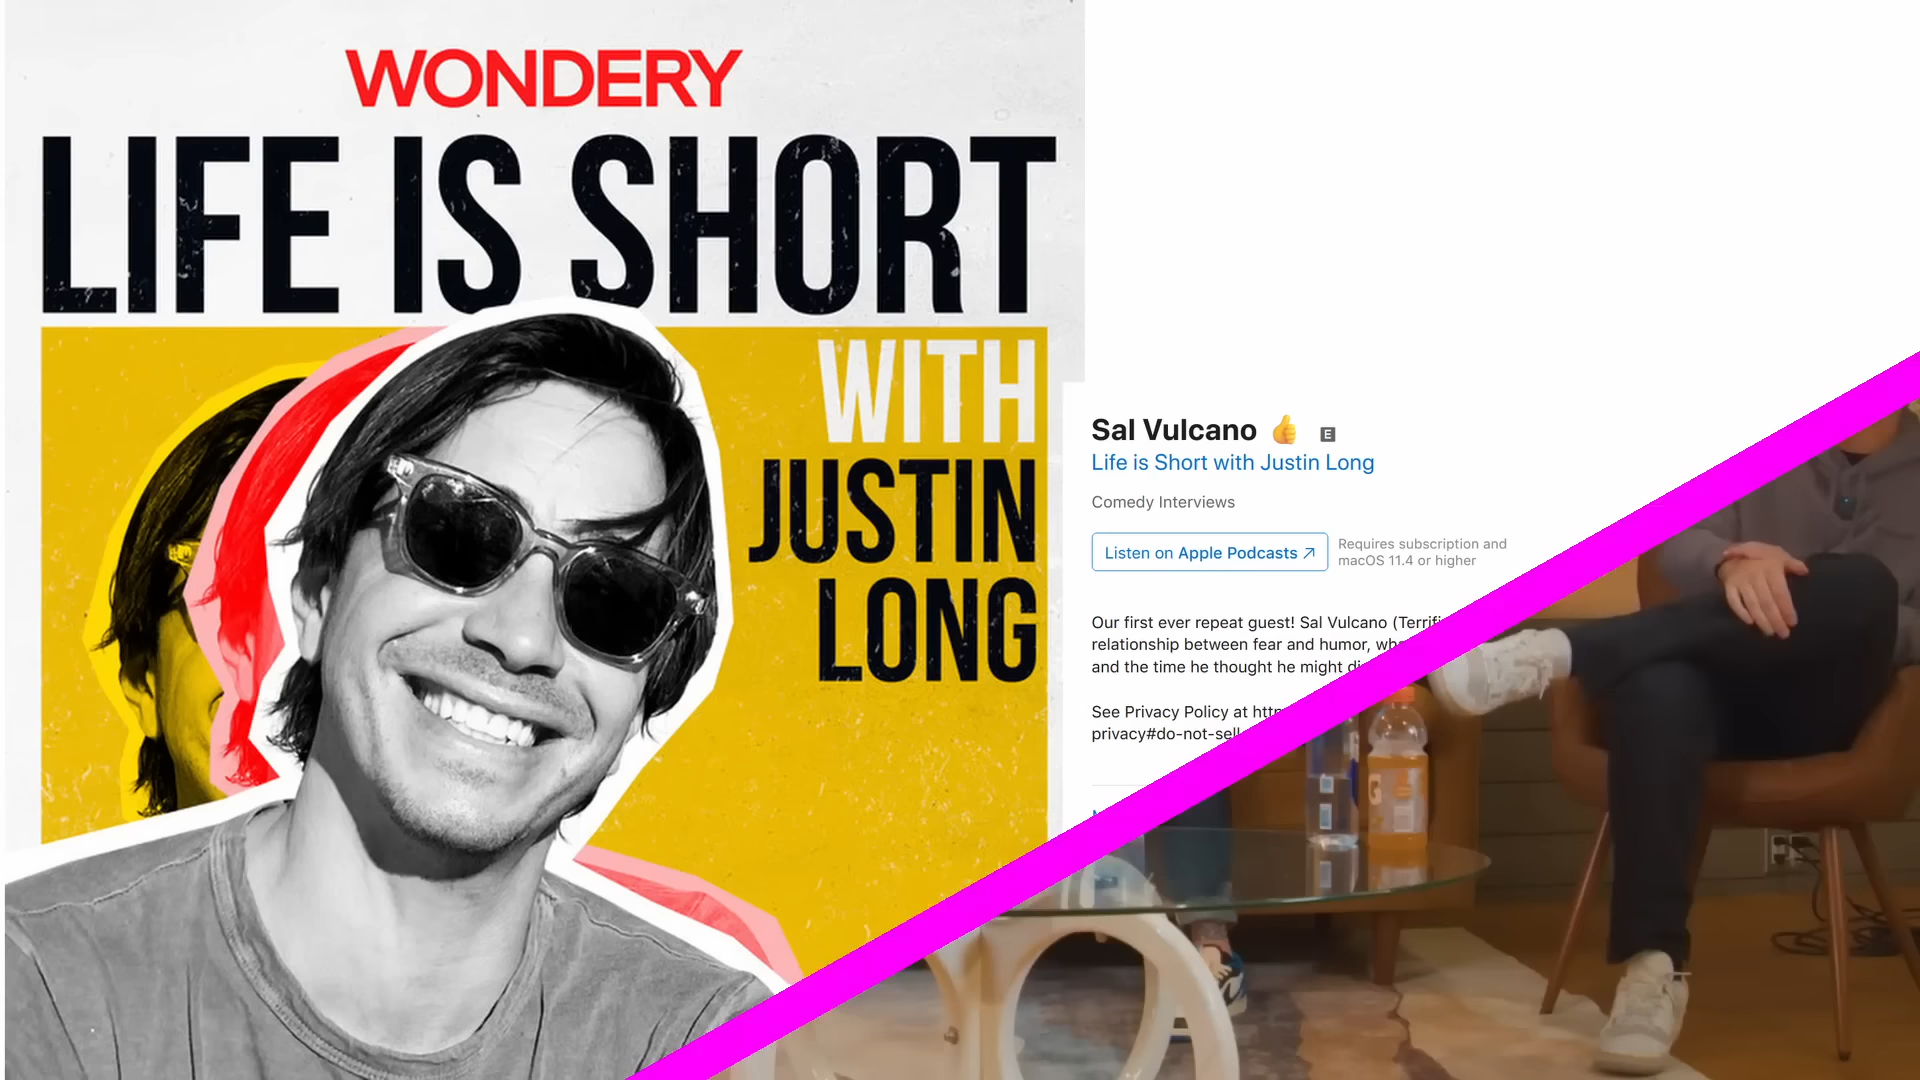 WONDERY
LIFE IS SHORT
WITH
JUSTIN
LONG
Sal Vulcano 👍 E
Life is Short with Justin Long
Comedy Interviews
Listen on Apple Podcasts ↗
Requires subscription and
macOS 11.4 or higher
Our first ever repeat guest! Sal Vulcano
relationship between fear and humor,
and the time he thought he might
See Privacy Policy at
privacy#do-not-sell
G